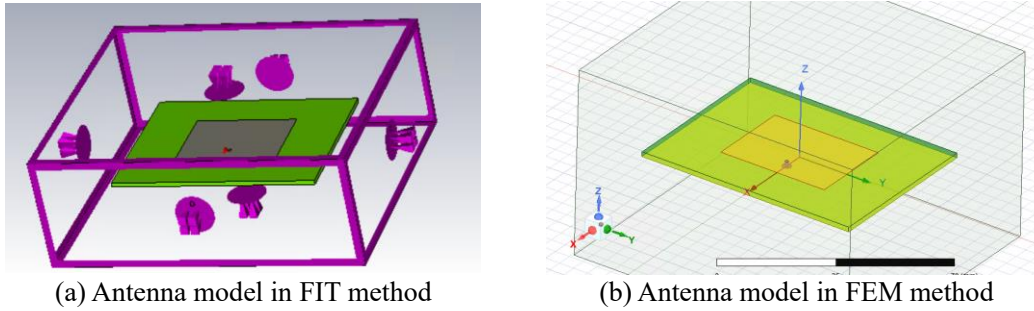 Z
Y
X
Z
X
Y
(a) Antenna model in FIT method
(b) Antenna model in FEM method